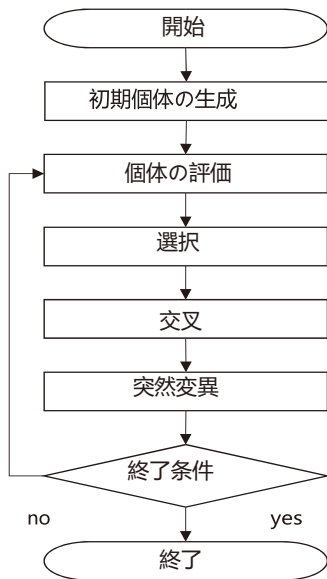 開始
初期個体の生成
個体の評価
選択
交叉
突然変異
終了条件
no
yes
終了